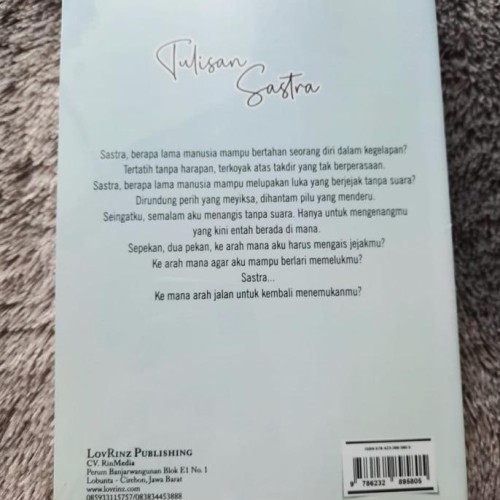 Tulisan
Sastra
Sastra, berapa lama manusia mampu bertahan seorang diri dalam kegelapan?
Tertatih tanpa harapan, terkoyak atas takdir yang tak berperasaan.
Sastra, berapa lama manusia mampu melupakan luka yang berjejak tanpa suara?
Dirundung perih yang meyiksa, dihantam pilu yang menderu.
Seingatku, semalam aku menangis tanpa suara. Hanya untuk mengenangmu
yang kini entah berada di mana.
Sepekan, dua pekan, ke arah mana aku harus mengais jejakmu?
Ke arah mana agar aku mampu berlari memelukmu?
Sastra...
Ke mana arah jalan untuk kembali menemukanmu?
LovRinz Publishing
CV. RinMedia
Perum Banjarwangunan Blok E1 No. 1
Lobunta - Cirebon, Jawa Barat
www.lovrinz.com
085933115757/083834453888